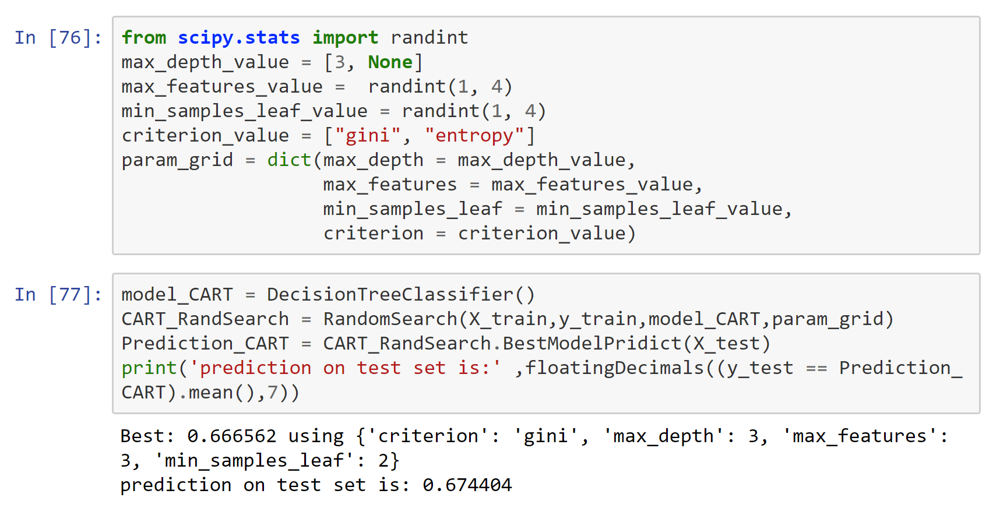 In [76]:
from scipy.stats import randint
max_depth_value = [3, None]
max_features_value =  randint(1, 4)
min_samples_leaf_value = randint(1, 4)
criterion_value = ["gini", "entropy"]
param_grid = dict(max_depth = max_depth_value,
                  max_features = max_features_value,
                  min_samples_leaf = min_samples_leaf_value,
                  criterion = criterion_value)
In [77]:
model_CART = DecisionTreeClassifier()
CART_RandSearch = RandomSearch(X_train,y_train,model_CART,param_grid)
Prediction_CART = CART_RandSearch.BestModelPridict(X_test)
print('prediction on test set is:' ,floatingDecimals((y_test == Prediction_
CART).mean(),7))
Best: 0.666562 using {'criterion': 'gini', 'max_depth': 3, 'max_features':
3, 'min_samples_leaf': 2}
prediction on test set is: 0.674404